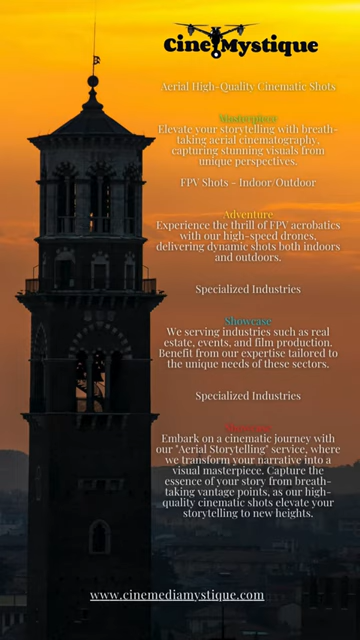 CineMystique
Aerial High-Quality Cinematic Shots
Masterpiece
Elevate your storytelling with breath-
taking aerial cinematography,
capturing stunning visuals from
unique perspectives.
FPV Shots - Indoor/Outdoor
Adventure
Experience the thrill of FPV acrobatics
with our high-speed drones,
delivering dynamic shots both indoors
and outdoors.
Specialized Industries
Showcase
We serving industries such as real
estate, events, and film production.
Benefit from our expertise tailored to
the unique needs of these sectors.
Specialized Industries
Showcase
Embark on a cinematic journey with
our "Aerial Storytelling" service, where
we transform your narrative into a
visual masterpiece. Capture the
essence of your story from breath-
taking vantage points, as our high-
quality cinematic shots elevate your
storytelling to new heights.
www.cinemediamystique.com